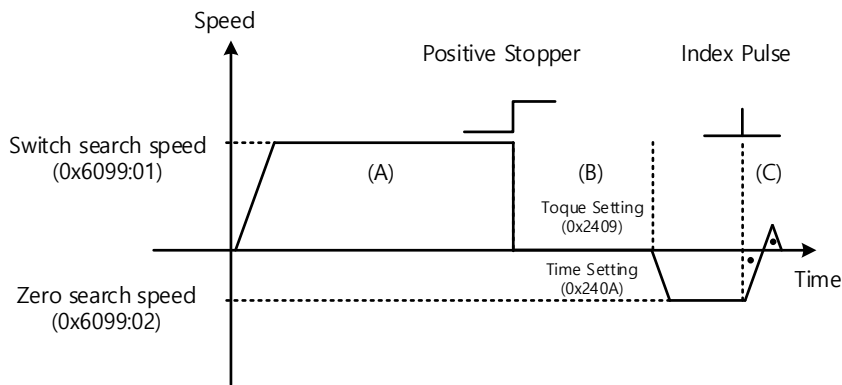 Speed
Positive Stopper
Index Pulse
Switch search speed
(0x6099:01)
(A)
(B)
(C)
Toque Setting
(0x2409)
Time Setting
(0x240A)
Time
Zero search speed
(0x6099:02)